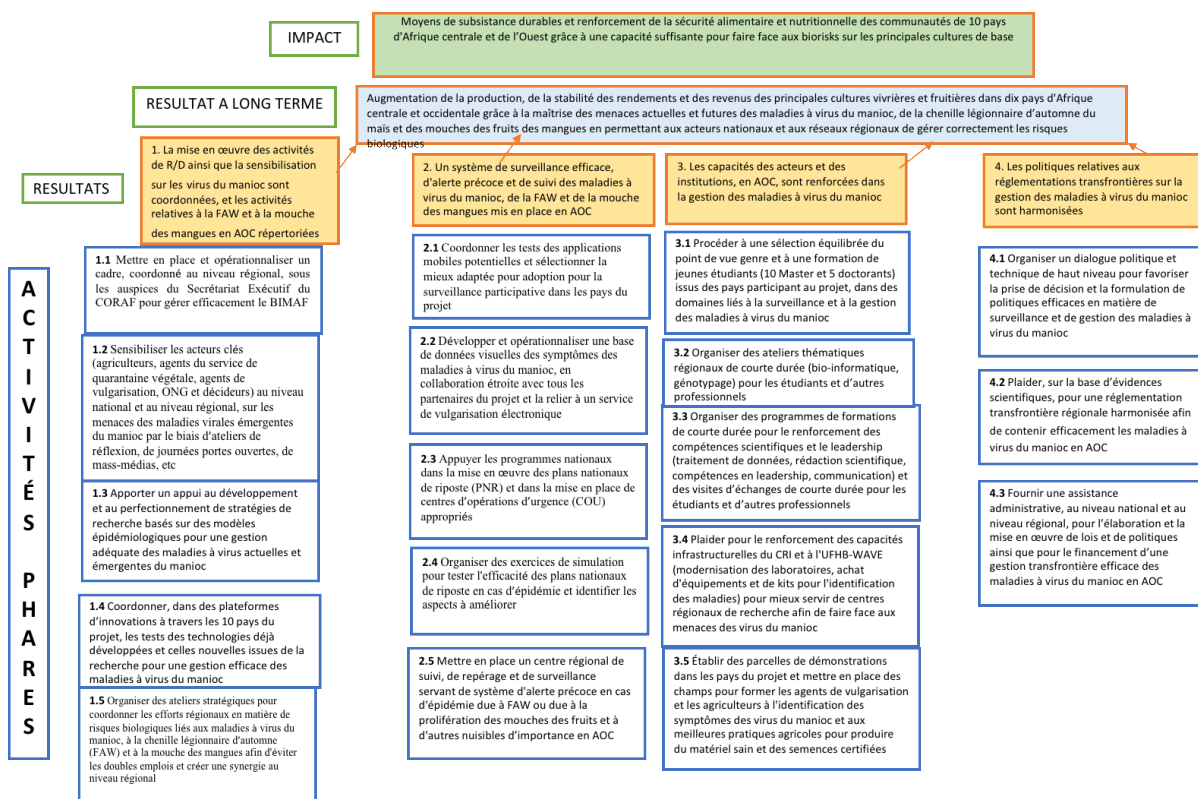 IMPACT
Moyens de subsistance durables et renforcement de la sécurité alimentaire et nutritionnelle des communautés de 10 pays
d'Afrique centrale et de l'Ouest grâce à une capacité suffisante pour faire face aux biorisks sur les principales cultures de base
RESULTAT A LONG TERME
Augmentation de la production, de la stabilité des rendements et des revenus des principales cultures vivrières et fruitières dans dix pays d'Afrique
centrale et occidentale grâce à la maîtrise des menaces actuelles et futures des maladies à virus du manioc, de la chenille légionnaire d'automne du
maïs et des mouches des fruits des mangues en permettant aux acteurs nationaux et aux réseaux régionaux de gérer correctement les risques
biologiques
RESULTATS
1. La mise en œuvre des activités
de R/D ainsi que la sensibilisation
sur les virus du manioc sont
coordonnées, et les activités
relatives à la FAW et à la mouche
des mangues en AOC répertoriées
2. Un système de surveillance efficace,
d'alerte précoce et de suivi des maladies à
virus du manioc, de la FAW et de la mouche
des mangues mis en place en AOC
3. Les capacités des acteurs et des
institutions, en AOC, sont renforcées dans
la gestion des maladies à virus du manioc
4. Les politiques relatives aux
réglementations transfrontières sur la
gestion des maladies à virus du manioc
sont harmonisées
ACTIVITÉS PHARES
1.1 Mettre en place et opérationnaliser un
cadre, coordonné au niveau régional, sous
les auspices du Secrétariat Exécutif du
CORAF pour gérer efficacement le BIMAF
1.2 Sensibiliser les acteurs clés
(agriculteurs, agents du service de
quarantaine végétale, agents de
vulgarisation, ONG et décideurs) au niveau
national et au niveau régional, sur les
menaces des maladies virales émergentes
du manioc par le biais d'ateliers de
réflexion, de journées portes ouvertes, de
mass-médias, etc
1.3 Apporter un appui au développement
et au perfectionnement de stratégies de
recherche basés sur des modèles
épidémiologiques pour une gestion
adéquate des maladies à virus actuelles et
émergentes du manioc
1.4 Coordonner, dans des plateformes
d'innovations à travers les 10 pays du
projet, les tests des technologies déjà
développées et celles nouvelles issues de la
recherche pour une gestion efficace des
maladies à virus du manioc
1.5 Organiser des ateliers stratégiques pour
coordonner les efforts régionaux en matière de
risques biologiques liés aux maladies à virus du
manioc, à la chenille légionnaire d'automne
(FAW) et à la mouche des mangues afin d'éviter
les doubles emplois et créer une synergie au
niveau régional
2.1 Coordonner les tests des applications
mobiles potentielles et sélectionner la
mieux adaptée pour adoption pour la
surveillance participative dans les pays du
projet
2.2 Développer et opérationnaliser une base
de données visuelles des symptômes des
maladies à virus du manioc, en
collaboration étroite avec tous les
partenaires du projet et la relier à un service
de vulgarisation électronique
2.3 Appuyer les programmes nationaux
dans la mise en œuvre des plans nationaux
de riposte (PNR) et dans la mise en place de
centres d'opérations d'urgence (COU)
appropriés
2.4 Organiser des exercices de simulation
pour tester l'efficacité des plans nationaux
de riposte en cas d'épidémie et identifier les
aspects à améliorer
2.5 Mettre en place un centre régional de
suivi, de repérage et de surveillance
servant de système d'alerte précoce en cas
d'épidémie due à FAW ou due à la
prolifération des mouches des fruits et à
d'autres nuisibles d'importance en AOC
3.1 Procéder à une sélection équilibrée du
point de vue genre et à une formation de
jeunes étudiants (10 Master et 5 doctorants)
issus des pays participant au projet, dans des
domaines liés à la surveillance et à la gestion
des maladies à virus du manioc
3.2 Organiser des ateliers thématiques
régionaux de courte durée (bio-informatique,
génotypage) pour les étudiants et d'autres
professionnels
3.3 Organiser des programmes de formations
de courte durée pour le renforcement des
compétences scientifiques et le leadership
(traitement de données, rédaction scientifique,
compétences en leadership, communication) et
des visites d'échanges de courte durée pour les
étudiants et d'autres professionnels
3.4 Plaider pour le renforcement des capacités
infrastructurelles du CRI et à l'UFHB-WAVE
(modernisation des laboratoires, achat
d'équipements et de kits pour l'identification
des maladies) pour mieux servir de centres
régionaux de recherche afin de faire face aux
menaces des virus du manioc
3.5 Établir des parcelles de démonstrations
dans les pays du projet et mettre en place des
champs pour former les agents de vulgarisation
et les agriculteurs à l'identification des
symptômes des virus du manioc et aux
meilleures pratiques agricoles pour produire
du matériel sain et des semences certifiées
4.1 Organiser un dialogue politique et
technique de haut niveau pour favoriser
la prise de décision et la formulation de
politiques efficaces en matière de
surveillance et de gestion des maladies à
virus du manioc
4.2 Plaider, sur la base d'évidences
scientifiques, pour une réglementation
transfrontière régionale harmonisée afin
de contenir efficacement les maladies à
virus du manioc en AOC
4.3 Fournir une assistance
administrative, au niveau national et au
niveau régional, pour l'élaboration et la
mise en œuvre de lois et de politiques
ainsi que pour le financement d'une
gestion transfrontière efficace des
maladies à virus du manioc en AOC